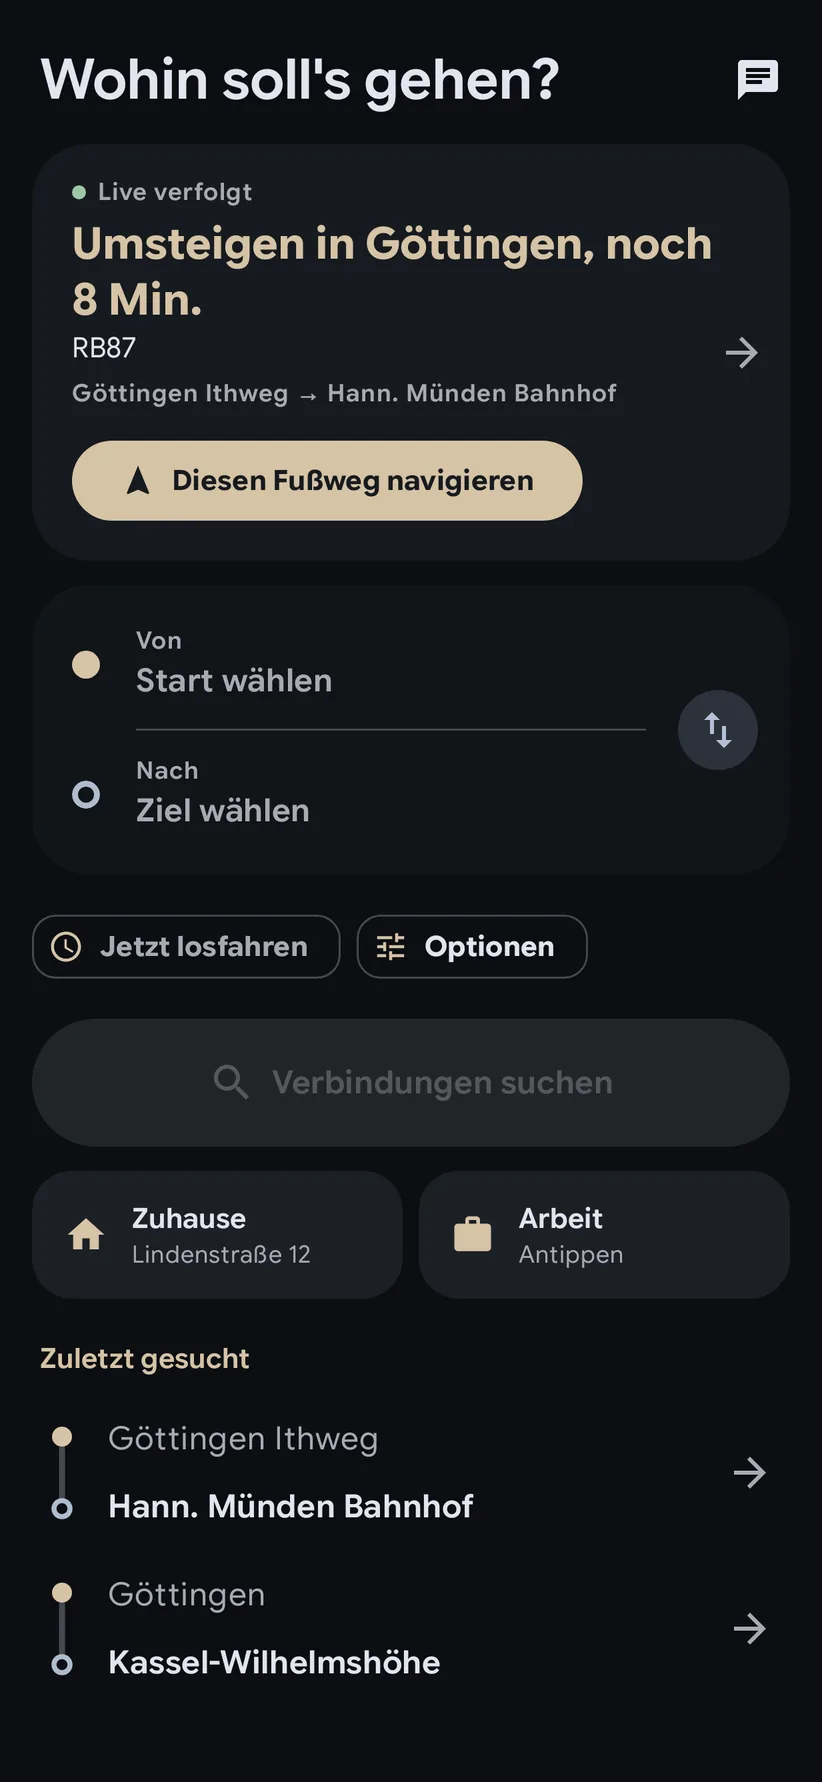 Wohin soll's gehen?
Live verfolgt
Umsteigen in Göttingen, noch
8 Min.
RB87
Göttingen Ithweg → Hann. Münden Bahnhof
Diesen Fußweg navigieren
Von
Start wählen
Nach
Ziel wählen
Jetzt losfahren
Optionen
Verbindungen suchen
Zuhause
Lindenstraße 12
Arbeit
Antippen
Zuletzt gesucht
Göttingen Ithweg
Hann. Münden Bahnhof
Göttingen
Kassel-Wilhelmshöhe